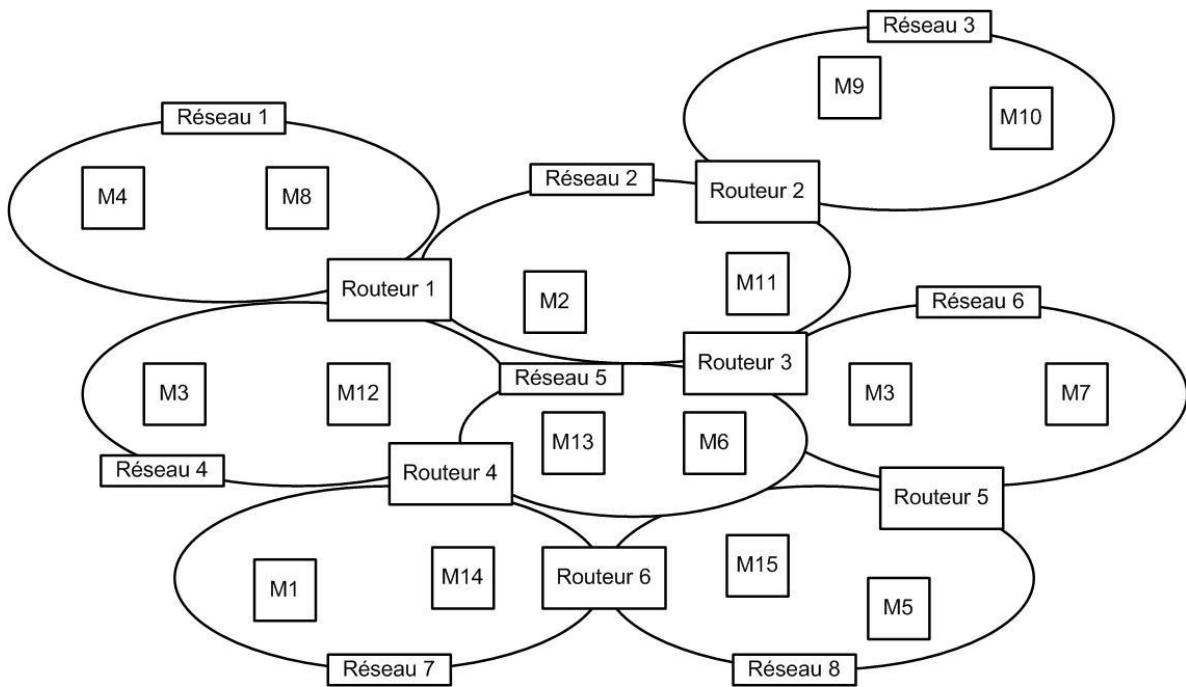 Réseau 3
M9
M10
Réseau 1
M4
M8
Réseau 2
Routeur 2
Routeur 1
M2
M11
Réseau 6
Routeur 3
M3
M12
Réseau 5
M13
M6
M3
M7
Réseau 4
Routeur 4
Routeur 5
M1
M14
Routeur 6
M15
M5
Réseau 7
Réseau 8